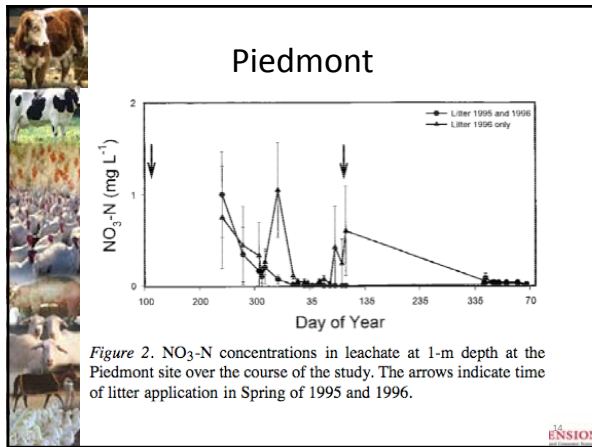 Piedmont
2
Litter 1995 and 1996
Litter 1996 only
NO3-N (mg L-1)
1
0
100 200 300 35 135 235 335 70
Day of Year
Figure 2. NO3-N concentrations in leachate at 1-m depth at the
Piedmont site over the course of the study. The arrows indicate time
of litter application in Spring of 1995 and 1996.
14
ENSION